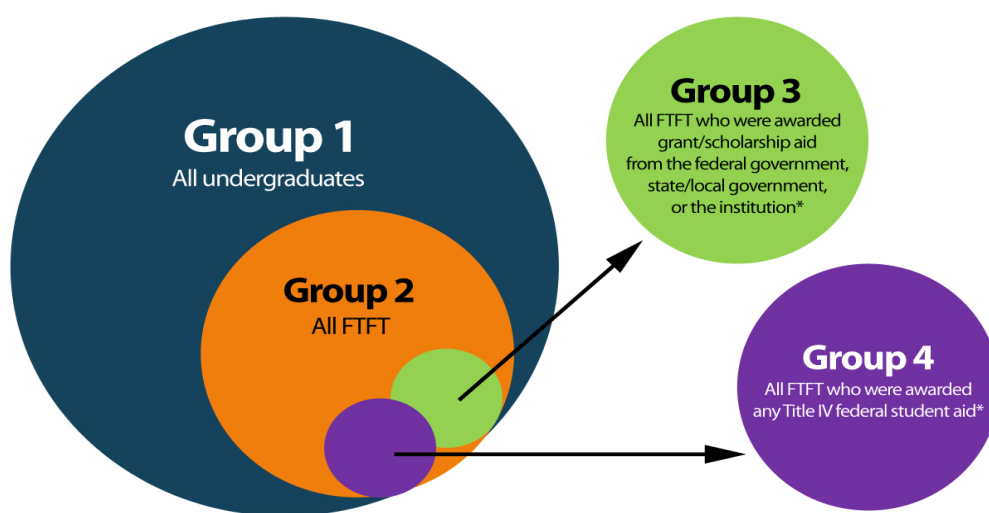 Group 1
All undergraduates
Group 2
All FTFT
Group 3
All FTFT who were awarded
grant/scholarship aid
from the federal government,
state/local government,
or the institution*
Group 4
All FTFT who were awarded
any Title IV federal student aid*